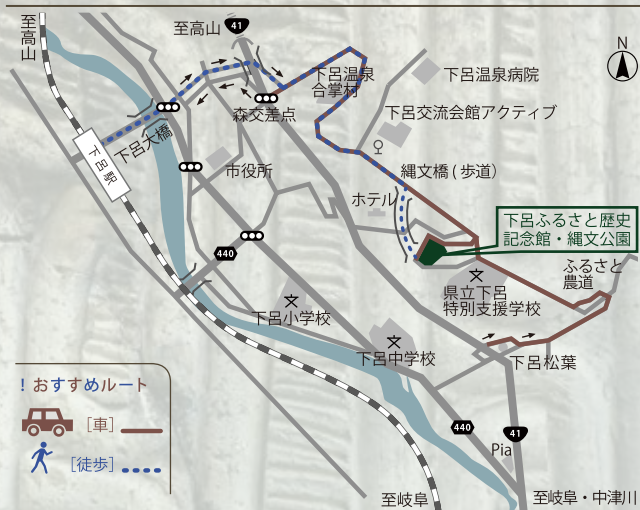 至高山
至高山
41
N
下呂温泉
合掌村
下呂温泉病院
森交差点
下呂交流会館アクティブ
下呂大橋
下呂駅
市役所
縄文橋(歩道)
ホテル
下呂ふるさと歴史
記念館・縄文公園
440
ふるさと
農道
県立下呂
特別支援学校
文
文
下呂小学校
文
下呂中学校
下呂松葉
!おすすめルート
[車]
[徒歩]
440
41
Pia
至岐阜
至岐阜・中津川